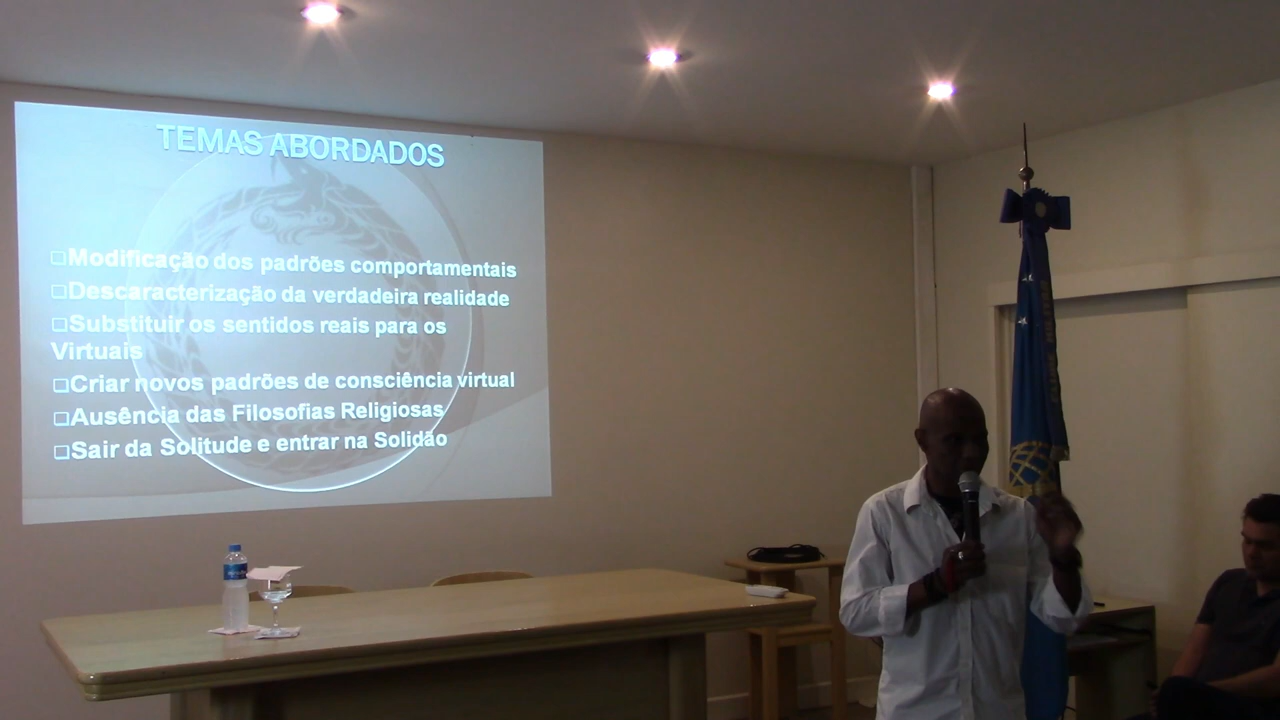 TEMAS ABORDADOS
❑Modificação dos padrões comportamentais
❑Descaracterização da verdadeira realidade
❑Substituir os sentidos reais para os
Virtuais
❑Criar novos padrões de consciência virtual
❑Ausência das Filosofias Religiosas
❑Sair da Solitude e entrar na Solidão